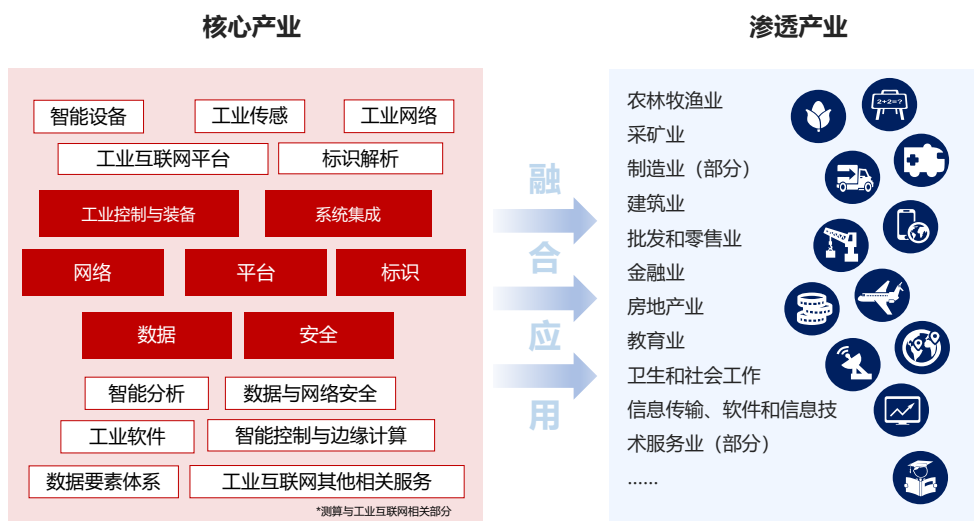 核心产业
渗透产业
智能设备
工业传感
工业网络
工业互联网平台
标识解析
工业控制与装备
系统集成
网络
平台
标识
数据
安全
智能分析
数据与网络安全
工业软件
智能控制与边缘计算
数据要素体系
工业互联网其他相关服务
*测算与工业互联网相关部分
融
合
应
用
农林牧渔业
采矿业
制造业（部分）
建筑业
批发和零售业
金融业
房地产业
教育业
卫生和社会工作
信息传输、软件和信息技
术服务业（部分）
......
2+2=?